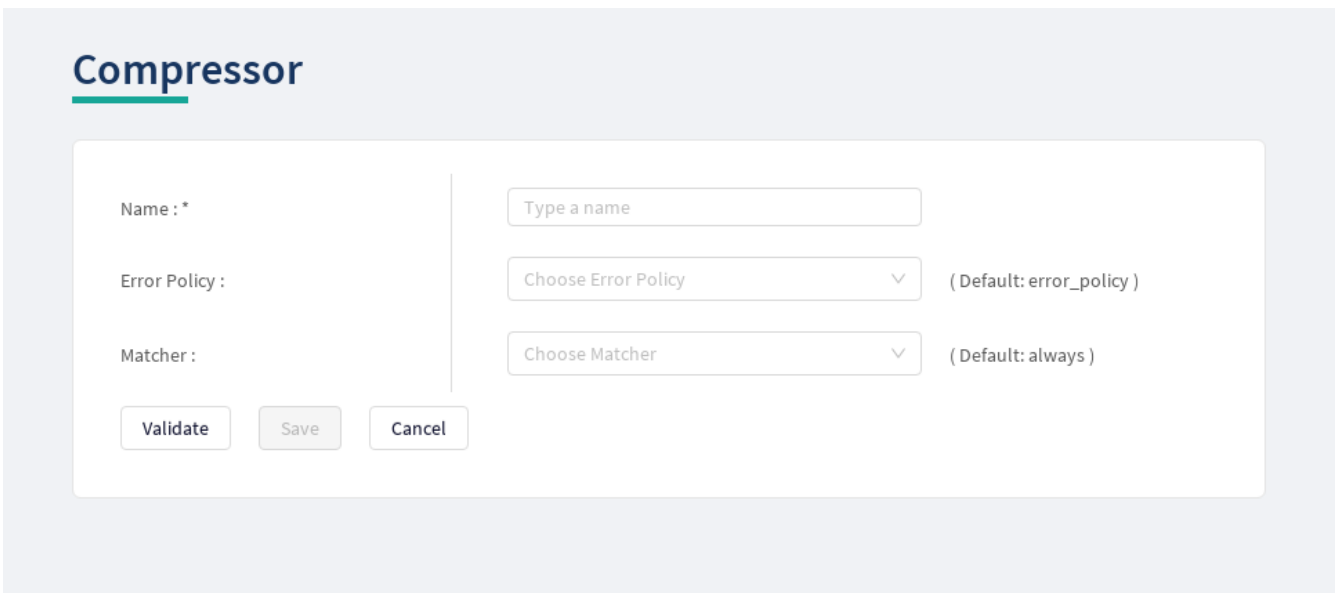 Compressor
Name : * Type a name
Error Policy : Choose Error Policy ( Default: error_policy )
Matcher : Choose Matcher ( Default: always )
Validate Save Cancel